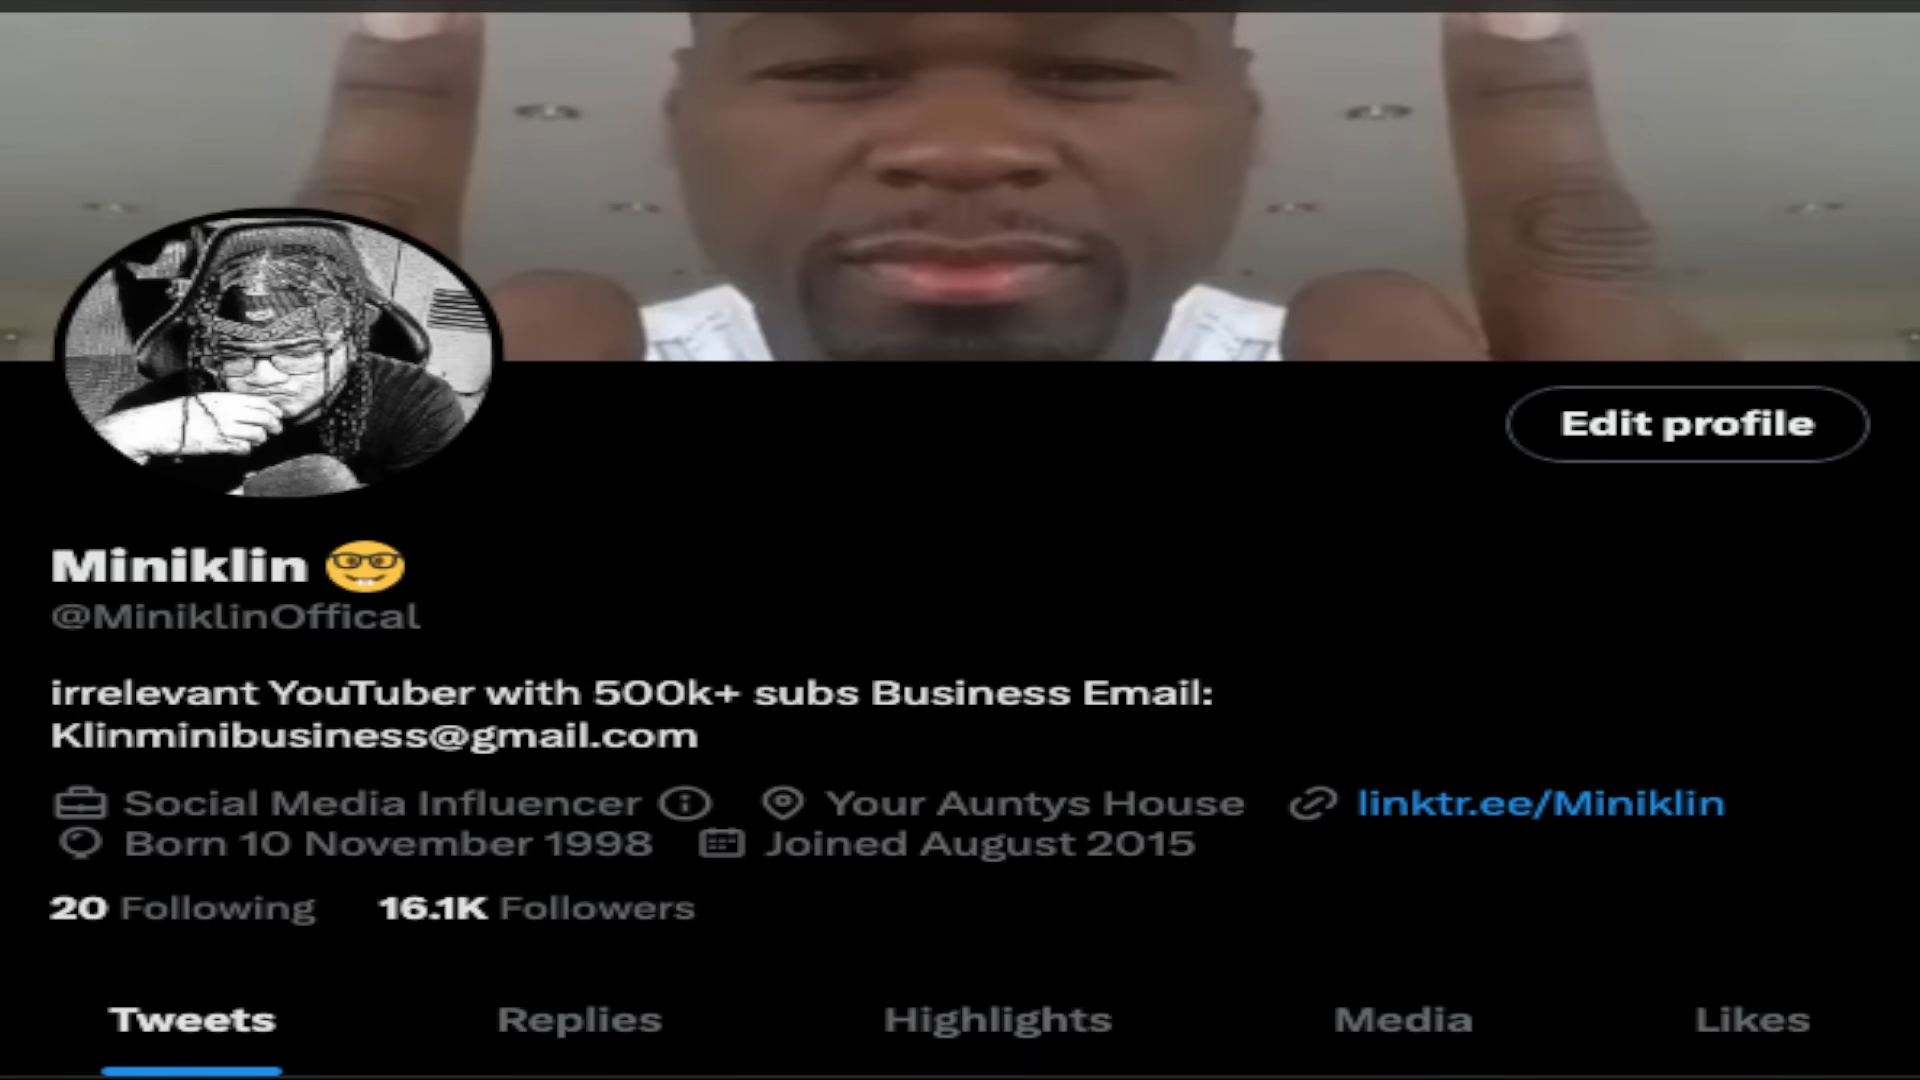 Edit profile
Miniklin 🤓
@MiniklinOffical
irrelevant YouTuber with 500k+ subs Business Email:
Klinminibusiness@gmail.com
Social Media Influencer Your Auntys House linktr.ee/Miniklin
Born 10 November 1998 Joined August 2015
20 Following 16.1K Followers
Tweets Replies Highlights Media Likes